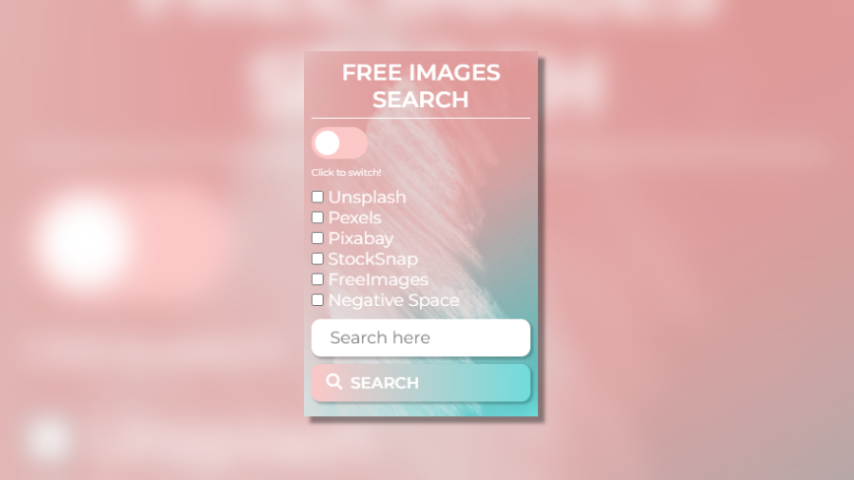 FREE IMAGES
SEARCH
Click to switch!
Unsplash
Pexels
Pixabay
StockSnap
FreeImages
Negative Space
Search here
SEARCH